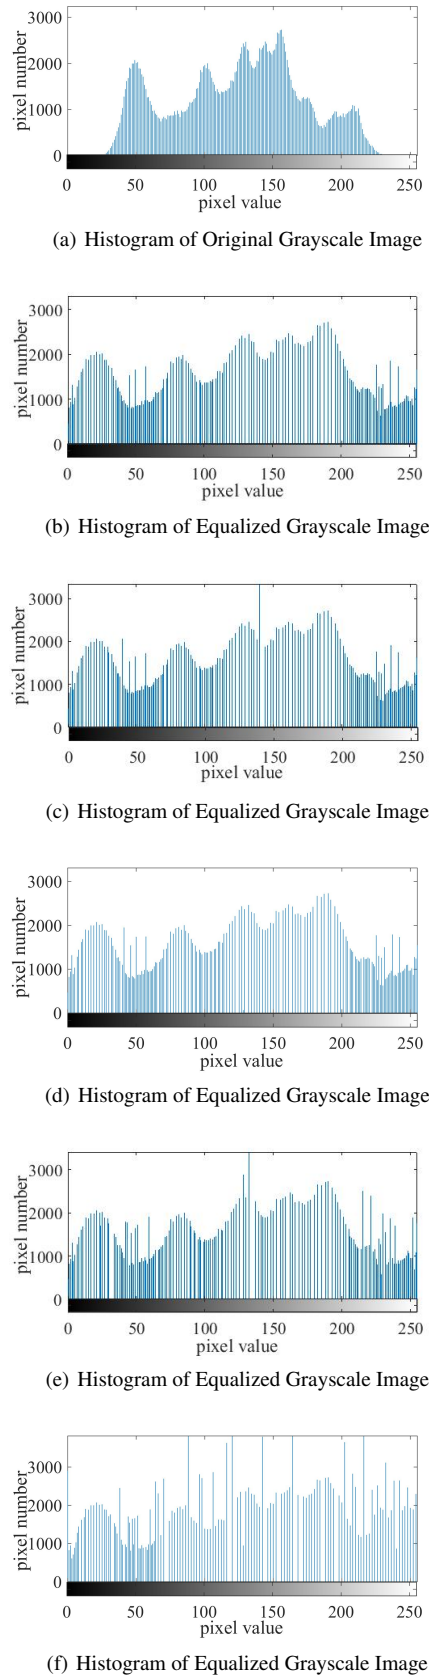 3000
2000
1000
0
pixel number
0 50 100 150 200 250
pixel value
(a) Histogram of Original Grayscale Image
3000
2000
1000
0
pixel number
0 50 100 150 200 250
pixel value
(b) Histogram of Equalized Grayscale Image
3000
2000
1000
0
pixel number
0 50 100 150 200 250
pixel value
(c) Histogram of Equalized Grayscale Image
3000
2000
1000
0
pixel number
0 50 100 150 200 250
pixel value
(d) Histogram of Equalized Grayscale Image
3000
2000
1000
0
pixel number
0 50 100 150 200 250
pixel value
(e) Histogram of Equalized Grayscale Image
3000
2000
1000
0
pixel number
0 50 100 150 200 250
pixel value
(f) Histogram of Equalized Grayscale Image